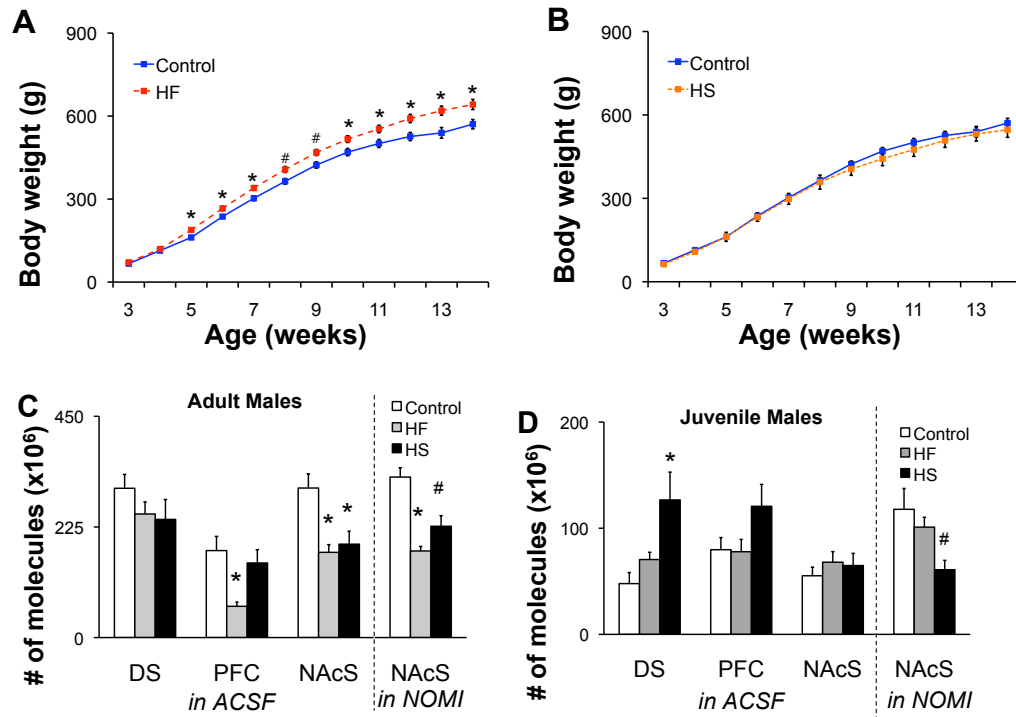 A
Body weight (g)
900
600
300
0
Control
HF
*
*
*
#
#
*
*
*
*
*
3
5
7
9
11
13
Age (weeks)
B
Body weight (g)
900
600
300
0
Control
HS
3
5
7
9
11
13
Age (weeks)
C
Adult Males
# of molecules (x10⁶)
450
225
0
Control
HF
HS
*
*
*
*
#
DS
PFC
NAcS
NAcS
in ACSF
in NOMI
D
Juvenile Males
# of molecules (x10⁶)
200
100
0
Control
HF
HS
*
#
DS
PFC
NAcS
NAcS
in ACSF
in NOMI